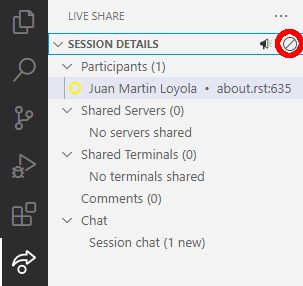 LIVE SHARE
SESSION DETAILS
Participants (1)
Juan Martin Loyola • about.rst:635
Shared Servers (0)
No servers shared
Shared Terminals (0)
No terminals shared
Comments (0)
Chat
Session chat (1 new)